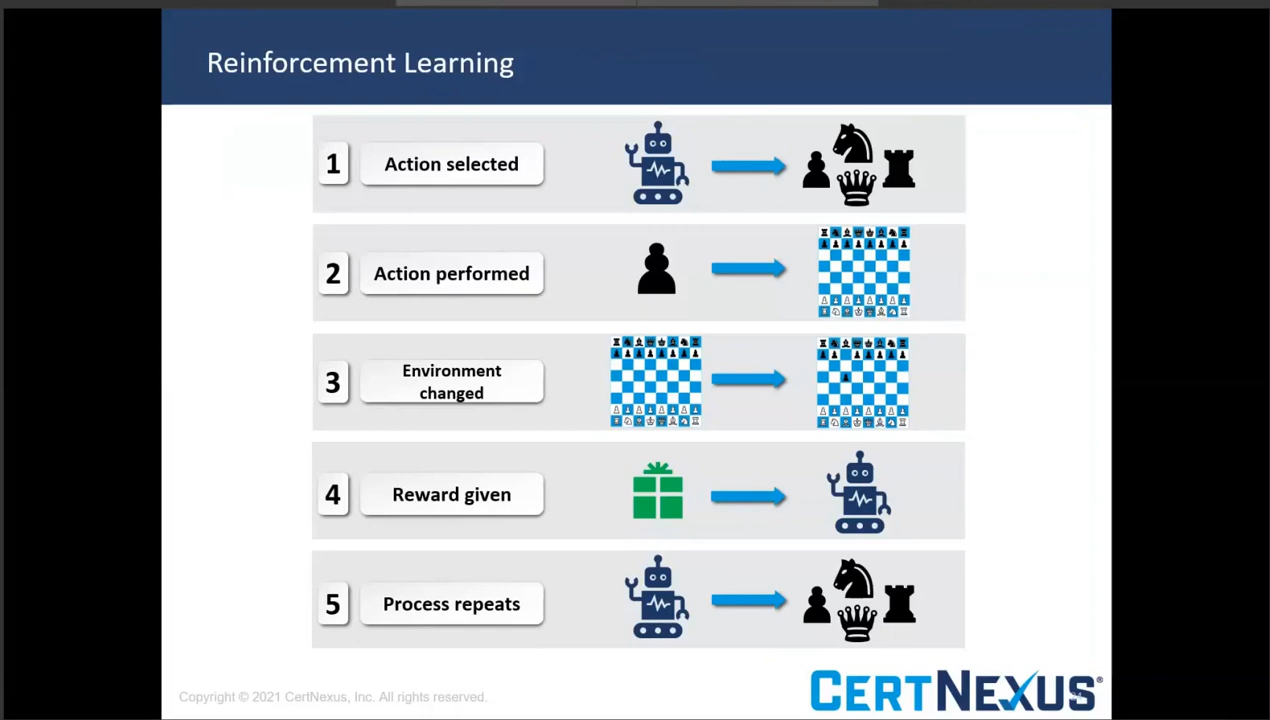 Reinforcement Learning
1
Action selected
2
Action performed
3
Environment
changed
4
Reward given
5
Process repeats
Copyright © 2021 CertNexus, Inc. All rights reserved.
CERTNEXUS®